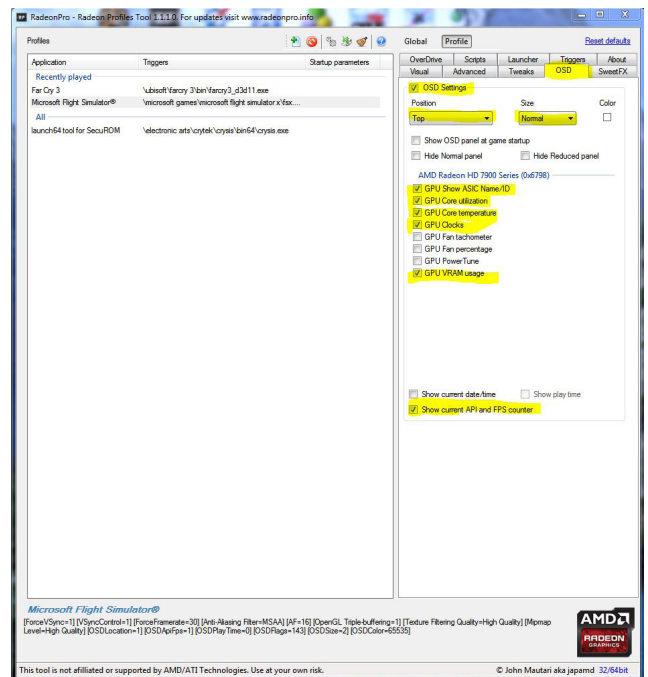 RadeonPro - Radeon Profiles Tool 1.1.1.0. For updates visit www.radeonpro.info
Profiles
Global Profile Reset defaults
Application Triggers Startup parameters
Recently played
Far Cry 3 \ubisoft\farcry 3\bin\farcry3_d3d11.exe
Microsoft Flight Simulator® \microsoft games\microsoft flight simulator x\fsx....
All
launch64 tool for SecuROM \electronic arts\crytek\crysis\bin64\crysis.exe
OverDrive Scripts Launcher Triggers About
Visual Advanced Tweaks OSD SweetFX
OSD Settings
Position Size Color
Top Normal
Show OSD panel at game startup
Hide Normal panel Hide Reduced panel
AMD Radeon HD 7900 Series (0x6798)
GPU Show ASIC Name/ID
GPU Core utilization
GPU Core temperature
GPU Clocks
GPU Fan tachometer
GPU Fan percentage
GPU PowerTune
GPU VRAM usage
Show current date/time Show play time
Show current API and FPS counter
Microsoft Flight Simulator®
[ForceVSync=1] [VSyncControl=1] [ForceFramerate=30] [Anti-Aliasing Filter=MSAA] [AF=16] [OpenGL Triple-buffering=1] [Texture Filtering Quality=High Quality] [Mipmap
Level=High Quality] [OSDLocation=1] [OSDApiFps=1] [OSDPlayTime=0] [OSDFlags=143] [OSDSize=2] [OSDColor=65535]
AMD
RADEON
GRAPHICS
This tool is not afilliated or supported by AMD/ATI Technologies. Use at your own risk. © John Mautari aka japamd 32/64bit